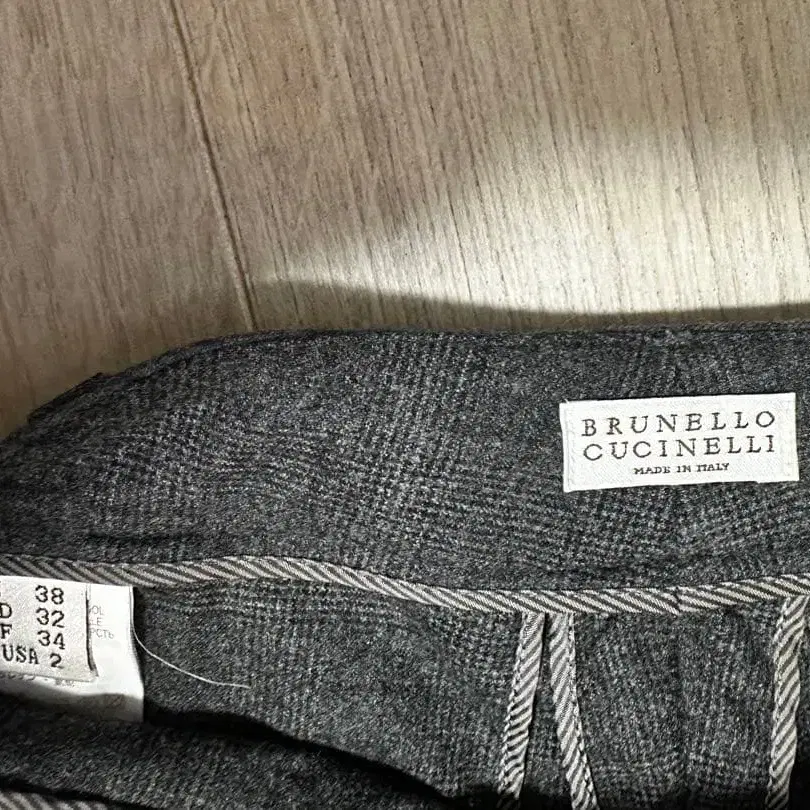 BRUNELLO
CUCINELLI
MADE IN ITALY
38
D 32
F 34
USA 2